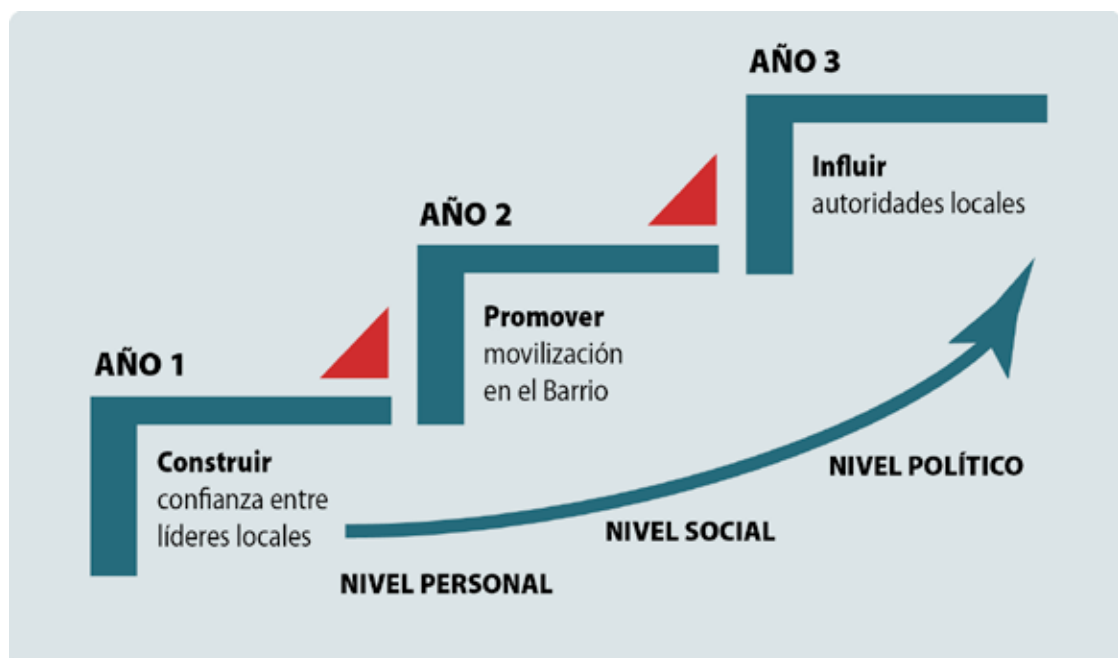 AÑO 1
Construir
confianza entre
líderes locales
AÑO 2
Promover
movilización
en el Barrio
AÑO 3
Influir
autoridades locales
NIVEL PERSONAL
NIVEL SOCIAL
NIVEL POLÍTICO